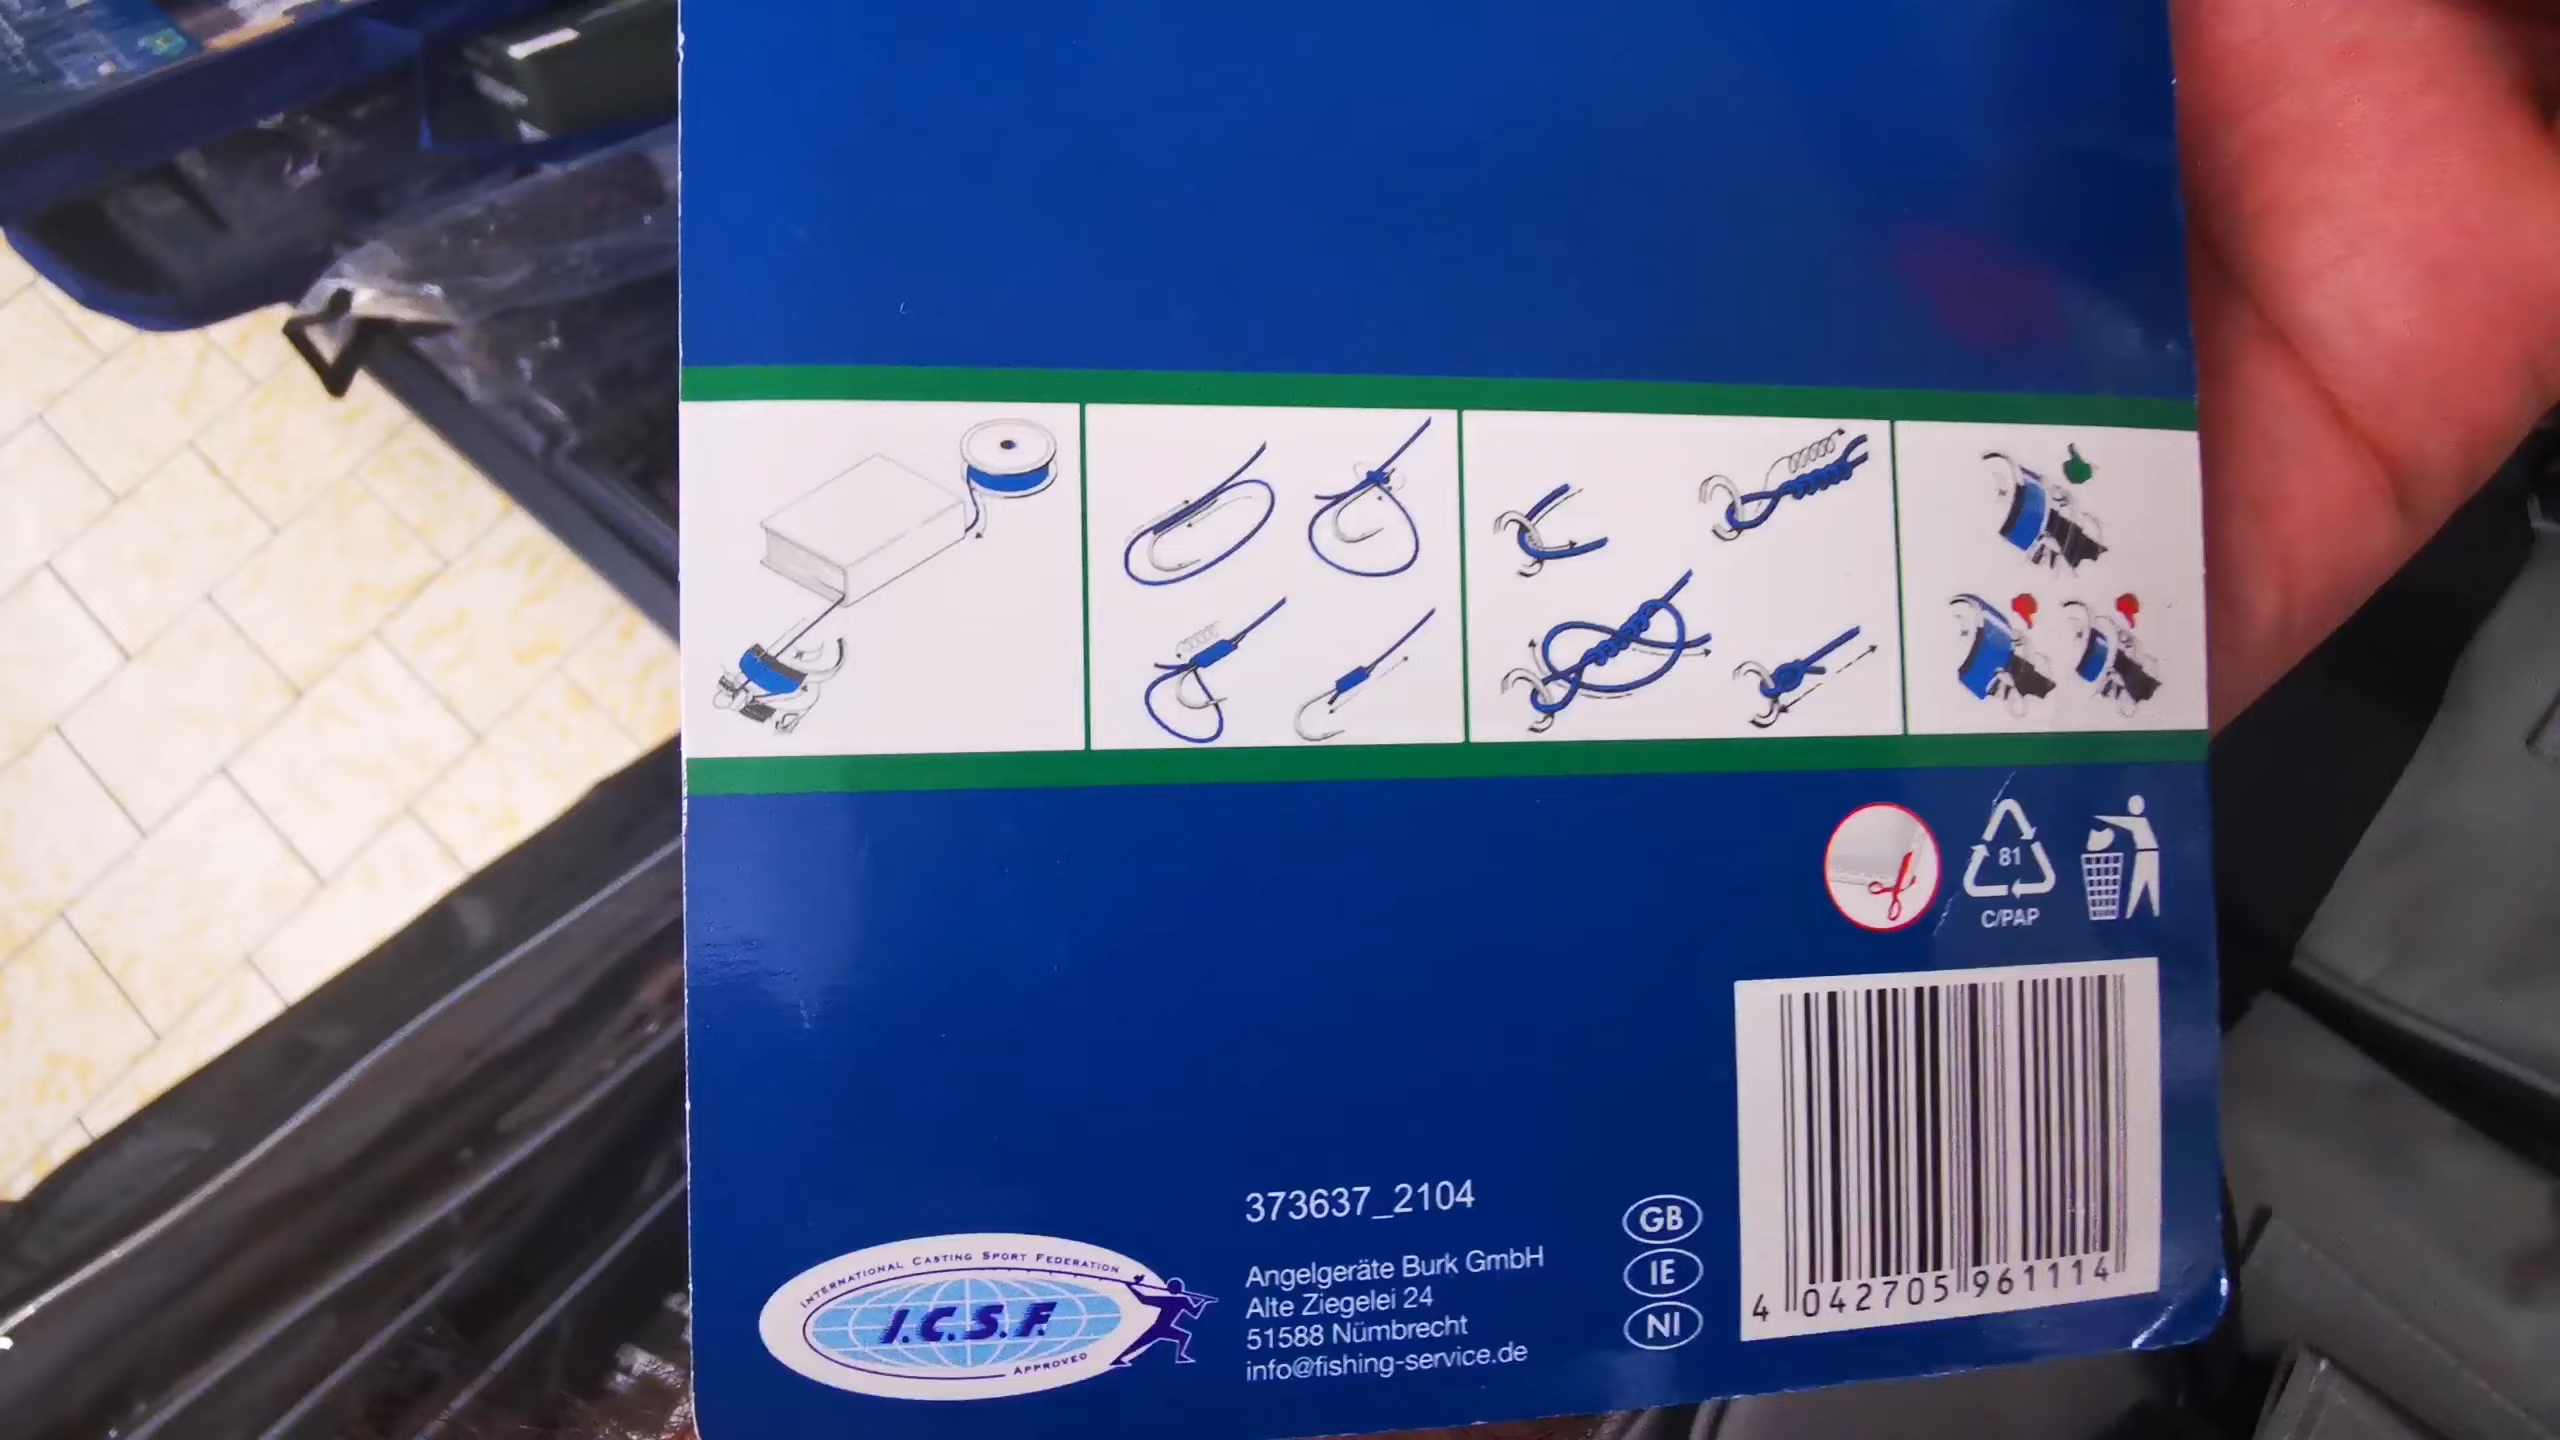 81
C/PAP
373637_2104
Angelgeräte Burk GmbH
Alte Ziegelei 24
51588 Nümbrecht
info@fishing-service.de
INTERNATIONAL CASTING SPORT FEDERATION
I.C.S.F.
APPROVED
GB
IE
NI
4 042705 961114